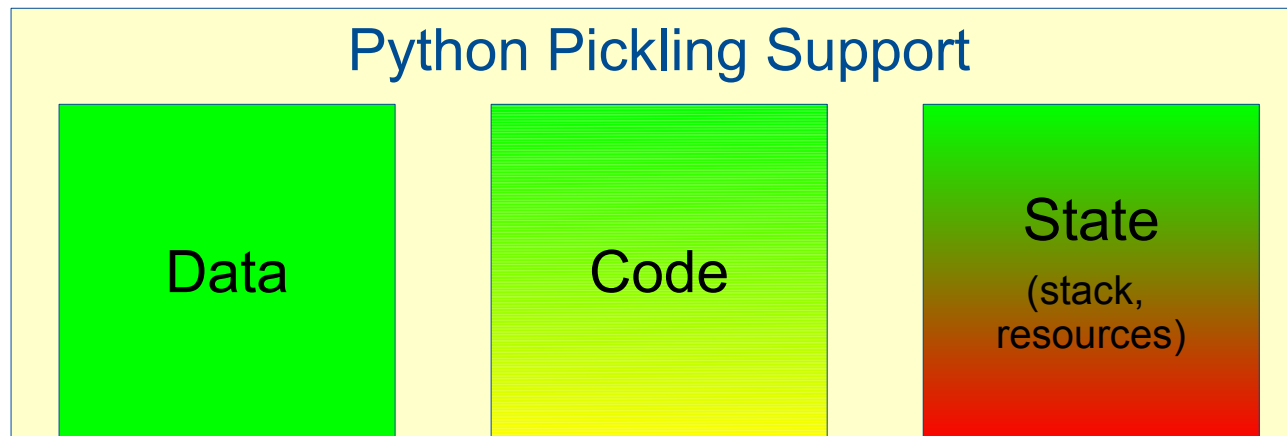 Python Pickling Support
Data
Code
State
(stack,
resources)